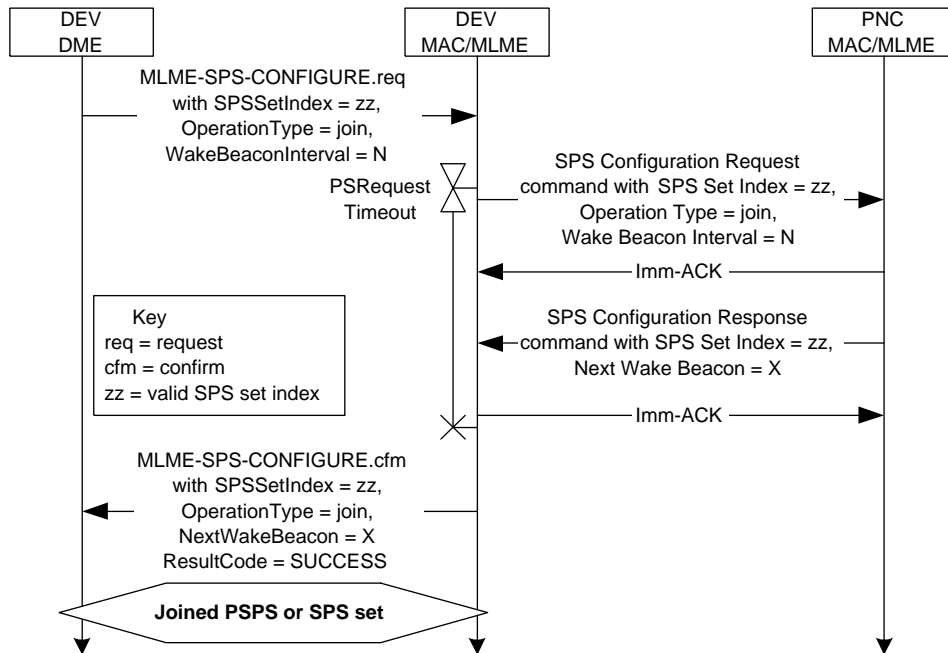 DEV
DME
DEV
MAC/MLME
PNC
MAC/MLME
MLME-SPS-CONFIGURE.req
with SPSSetIndex = zz,
OperationType = join,
WakeBeaconInterval = N
PSRequest
Timeout
SPS Configuration Request
command with SPS Set Index = zz,
Operation Type = join,
Wake Beacon Interval = N
Imm-ACK
Key
req = request
cfm = confirm
zz = valid SPS set index
SPS Configuration Response
command with SPS Set Index = zz,
Next Wake Beacon = X
Imm-ACK
MLME-SPS-CONFIGURE.cfm
with SPSSetIndex = zz,
OperationType = join,
NextWakeBeacon = X
ResultCode = SUCCESS
Joined PSPS or SPS set